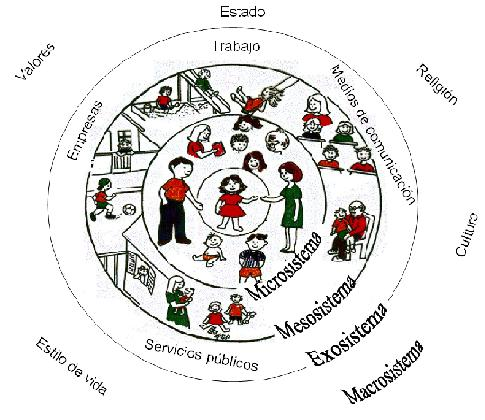 Estado
Trabajo
Valores
Religión
Empresas
Medios de comunicación
Cultura
Microsistema
Mesosistema
Exosistema
Macrosistema
Servicios públicos
Estilo de vida